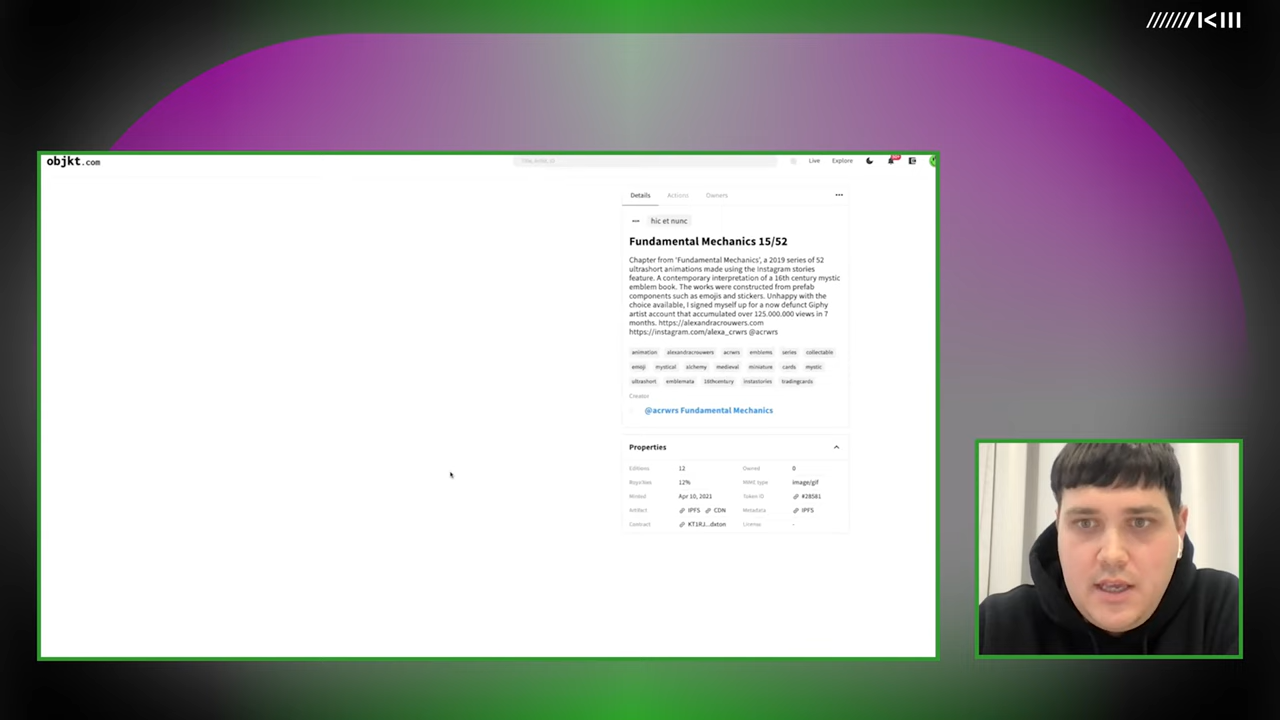 objkt.com
Live
Explore
Details
Actions
Owners
hic et nunc
Fundamental Mechanics 15/52
Chapter from 'Fundamental Mechanics', a 2019 series of 52
ultrashort animations made using the Instagram stories
feature. A contemporary interpretation of a 16th century mystic
emblem book. The works were constructed from prefab
components such as emojis and stickers. Unhappy with the
choice available, I signed myself up for a now defunct Giphy
artist account that accumulated over 125.000.000 views in 7
months. https://alexandracrouwers.com
https://instagram.com/alexa_crwrs @acrwrs
animation alexandracrouwers acrwrs emblems series collectable
emoji mystical alchemy medieval miniature cards mystic
ultrashort emblemata 16thcentury instastories tradingcards
Creator
@acrwrs Fundamental Mechanics
Properties
Editions 12 Owned 0
Royalties 12% MIME type image/gif
Minted Apr 10, 2021 Token ID #28581
Artifact IPFS CDN Metadata IPFS
Contract KT1RJ...dxton License -